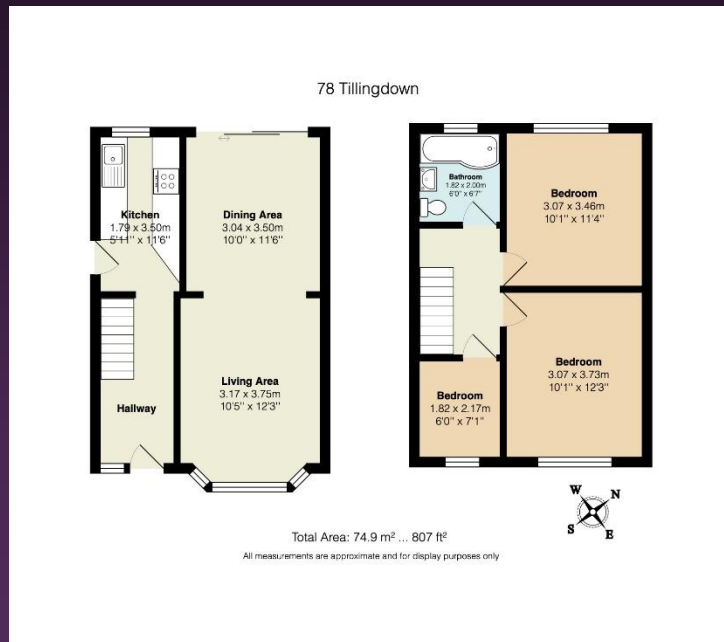 78 Tillingdown
Kitchen
1.79 x 3.50m
5'11" x 11'6"
Dining Area
3.04 x 3.50m
10'0" x 11'6"
Living Area
3.17 x 3.75m
10'5" x 12'3"
Hallway
Bathroom
1.82 x 2.00m
6'0" x 6'7"
Bedroom
3.07 x 3.46m
10'1" x 11'4"
Bedroom
3.07 x 3.73m
10'1" x 12'3"
Bedroom
1.82 x 2.17m
6'0" x 7'1"
W N
S E
Total Area: 74.9 m² ... 807 ft²
All measurements are approximate and for display purposes only